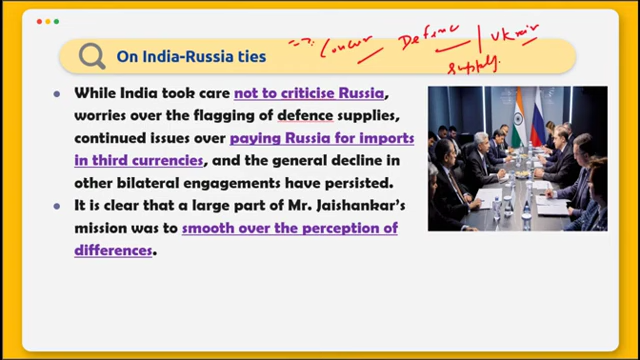 On India-Russia ties
Defence | Ukrain
supply.
While India took care not to criticise Russia,
worries over the flagging of defence supplies,
continued issues over paying Russia for imports
in third currencies, and the general decline in
other bilateral engagements have persisted.
It is clear that a large part of Mr. Jaishankar's
mission was to smooth over the perception of
differences.